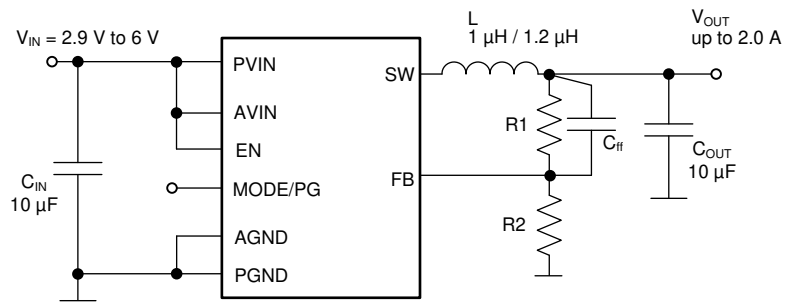 V_IN = 2.9 V to 6 V
PVIN
AVIN
EN
MODE/PG
AGND
PGND
SW
FB
C_IN
10 µF
L
1 µH / 1.2 µH
R1
C_ff
R2
V_OUT
up to 2.0 A
C_OUT
10 µF